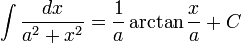 ∫ dx/(a² + x²) = (1/a) arctan (x/a) + C